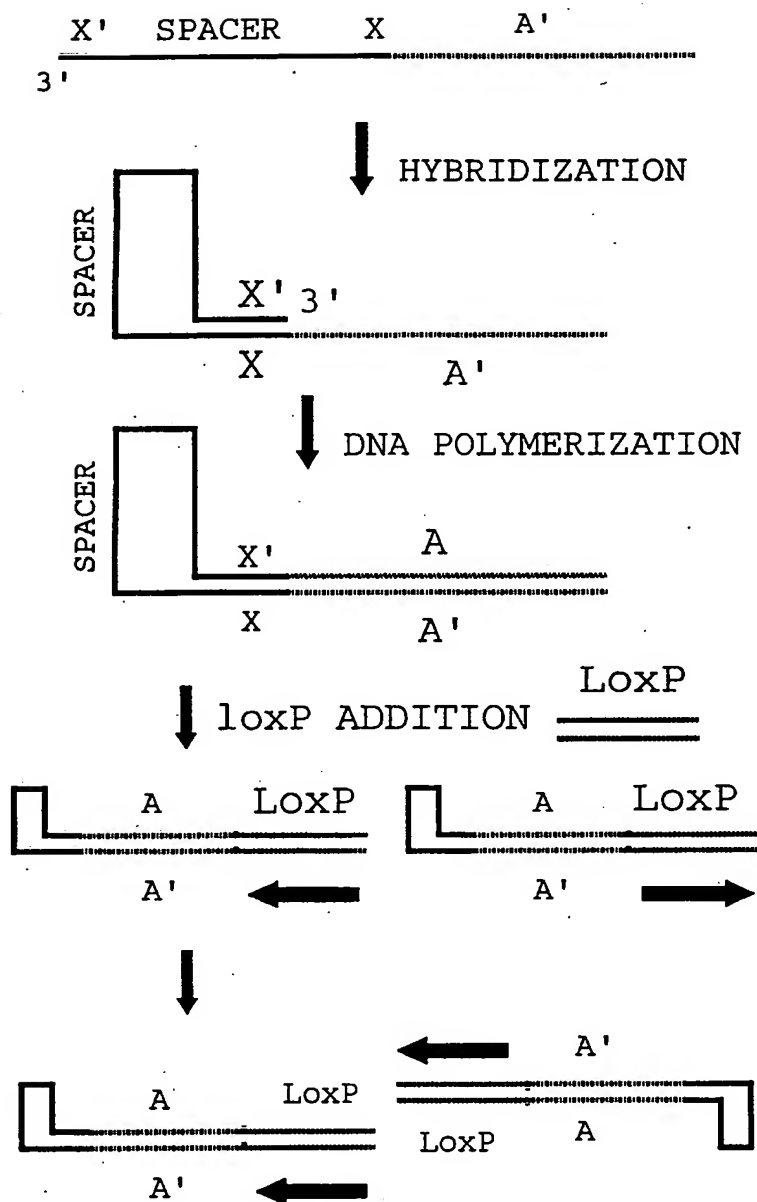 X' SPACER X A'
3'
HYBRIDIZATION
SPACER
X' 3'
X A'
DNA POLYMERIZATION
SPACER
X' A
X A'
LoxP
loxP ADDITION
A LoxP A LoxP
A' A'
A'
A LoxP
LoxP A
A'